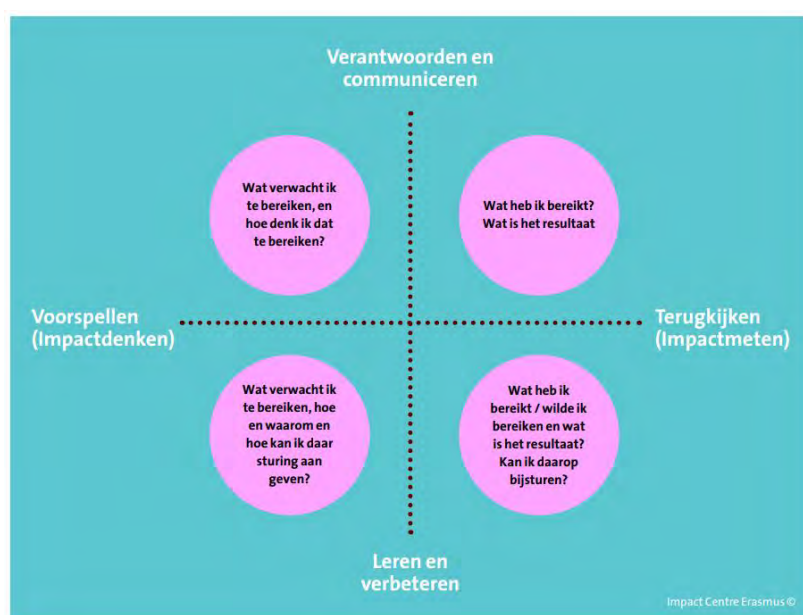 Verantwoorden en
communiceren
Wat verwacht ik
te bereiken, en
hoe denk ik dat
te bereiken?
Wat heb ik bereikt?
Wat is het resultaat
Voorspellen
(Impactdenken)
Terugkijken
(Impactmeten)
Wat verwacht ik
te bereiken, hoe
en waarom en
hoe kan ik daar
sturing aan
geven?
Wat heb ik
bereikt / wilde ik
bereiken en wat
is het resultaat?
Kan ik daarop
bijsturen?
Leren en
verbeteren
Impact Centre Erasmus ©